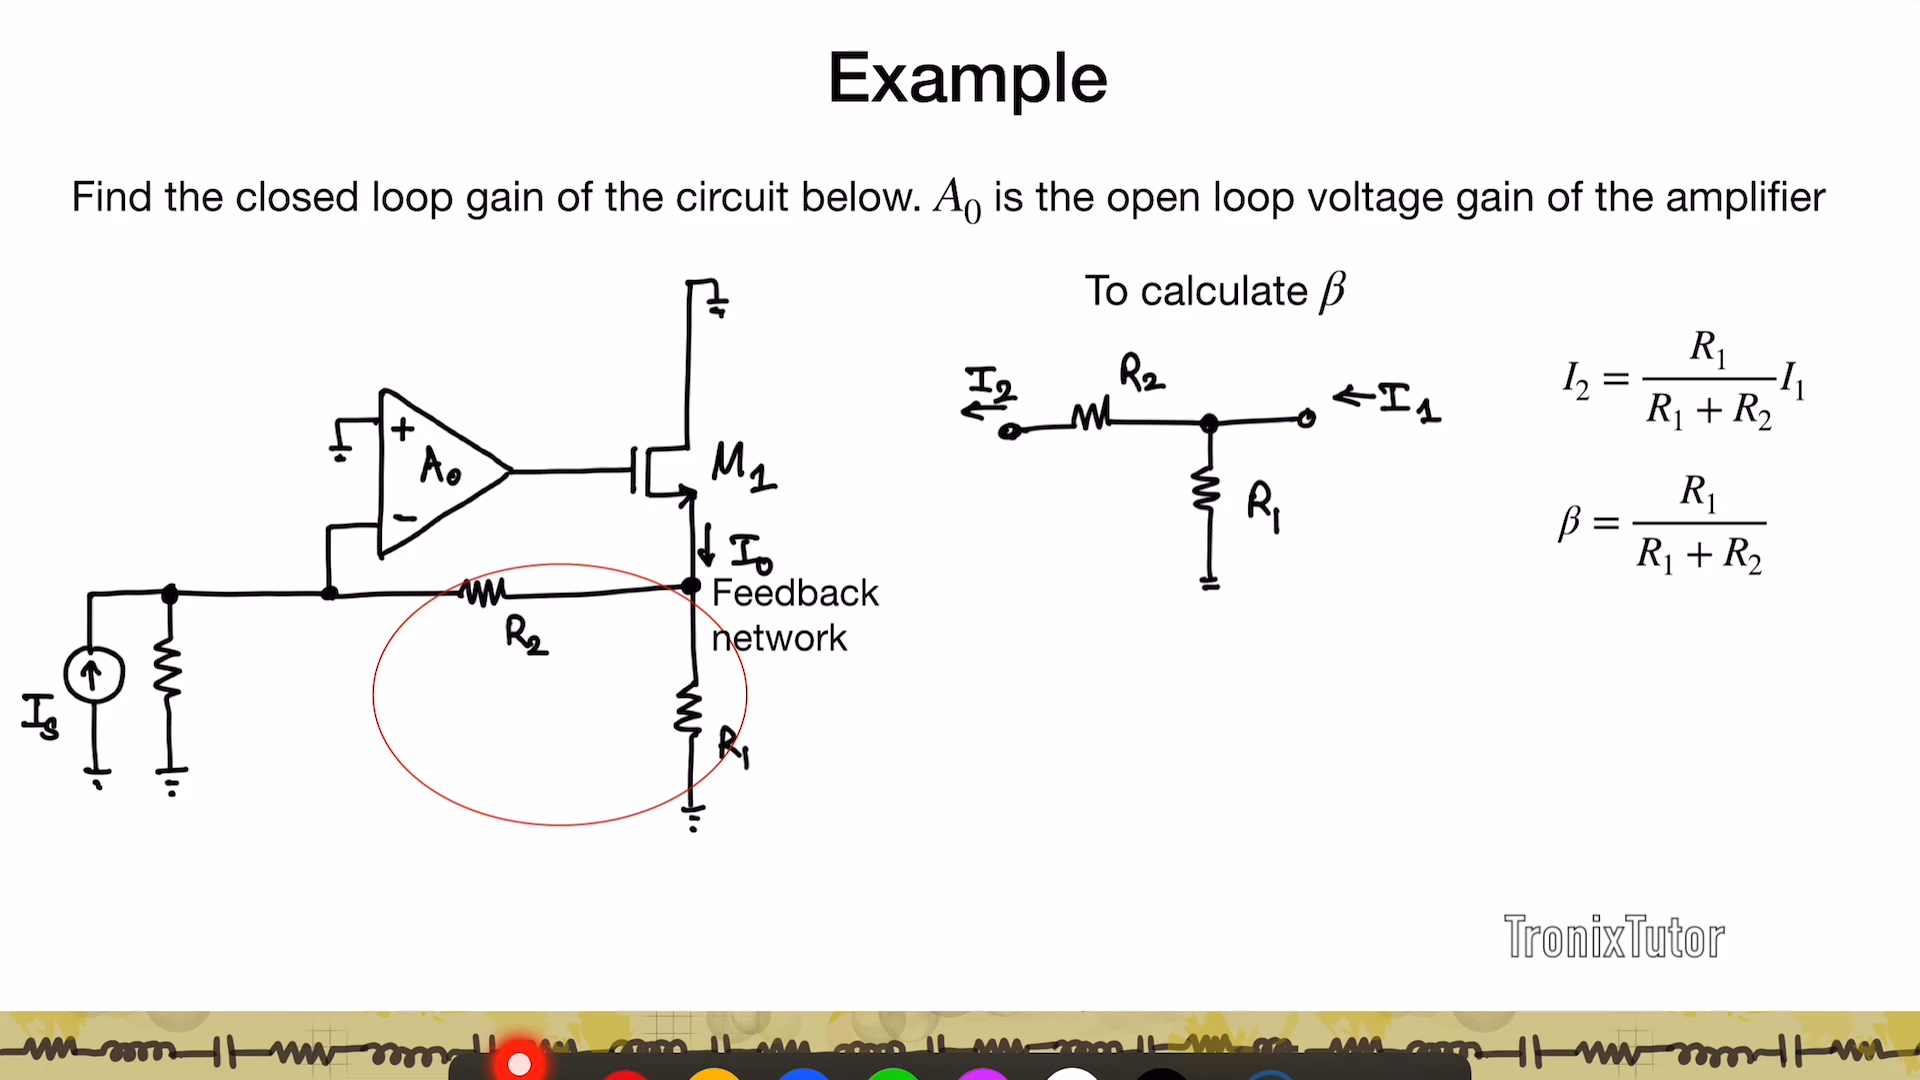 Example
Find the closed loop gain of the circuit below. A₀ is the open loop voltage gain of the amplifier
To calculate β
I₂ = R₁ / (R₁ + R₂) I₁
β = R₁ / (R₁ + R₂)
I₂
R₂
←I₁
R₁
+
A₀
−
M₁
↓ I₀
Feedback
network
R₂
Iₛ
R₁
TronixTutor